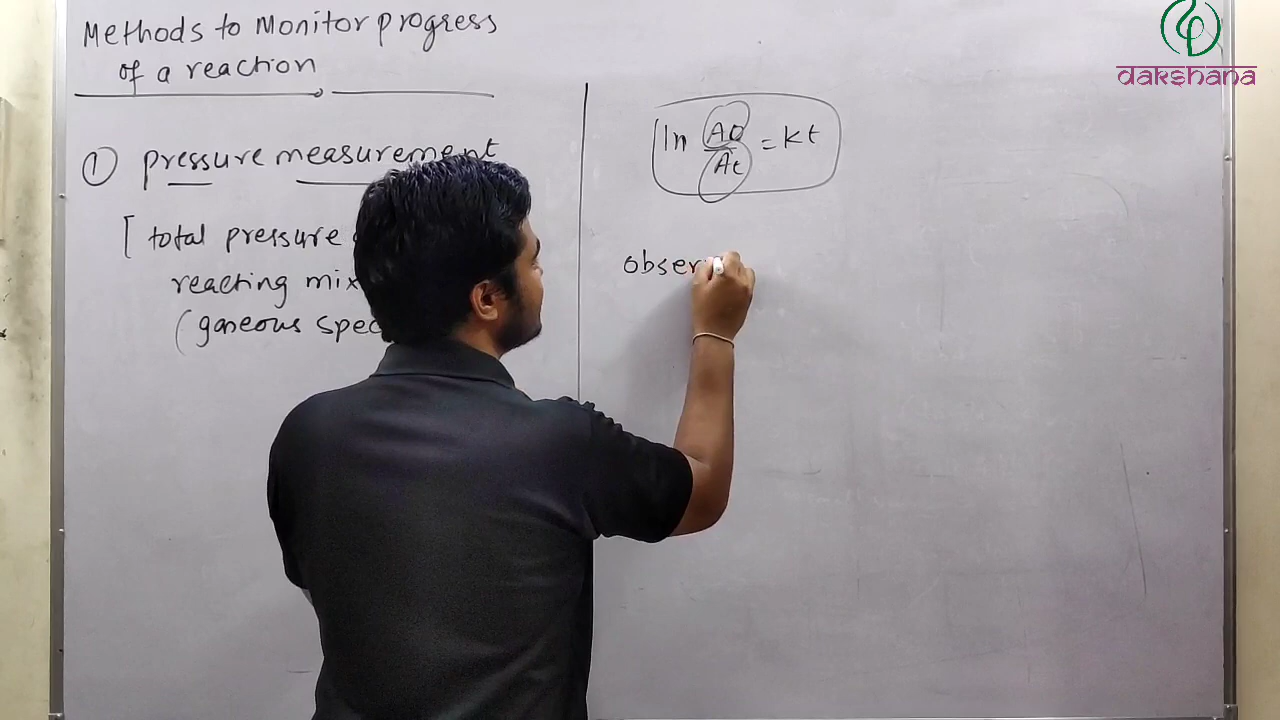 Methods to Monitor progress
of a reaction
① pressure measurement
[ total pressure
reacting mix
(ganeous spec
ln A0/At = kt
obser
dakshana